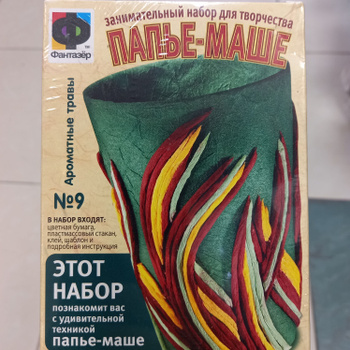 занимательный набор для творчества
ПАПЬЕ-МАШЕ
Фантазёр
Ароматные травы
№9
В НАБОР ВХОДЯТ:
цветная бумага,
пластмассовый стакан,
клей, шаблон и
подробная инструкция
ЭТОТ
НАБОР
познакомит вас
с удивительной
техникой
папье-маше